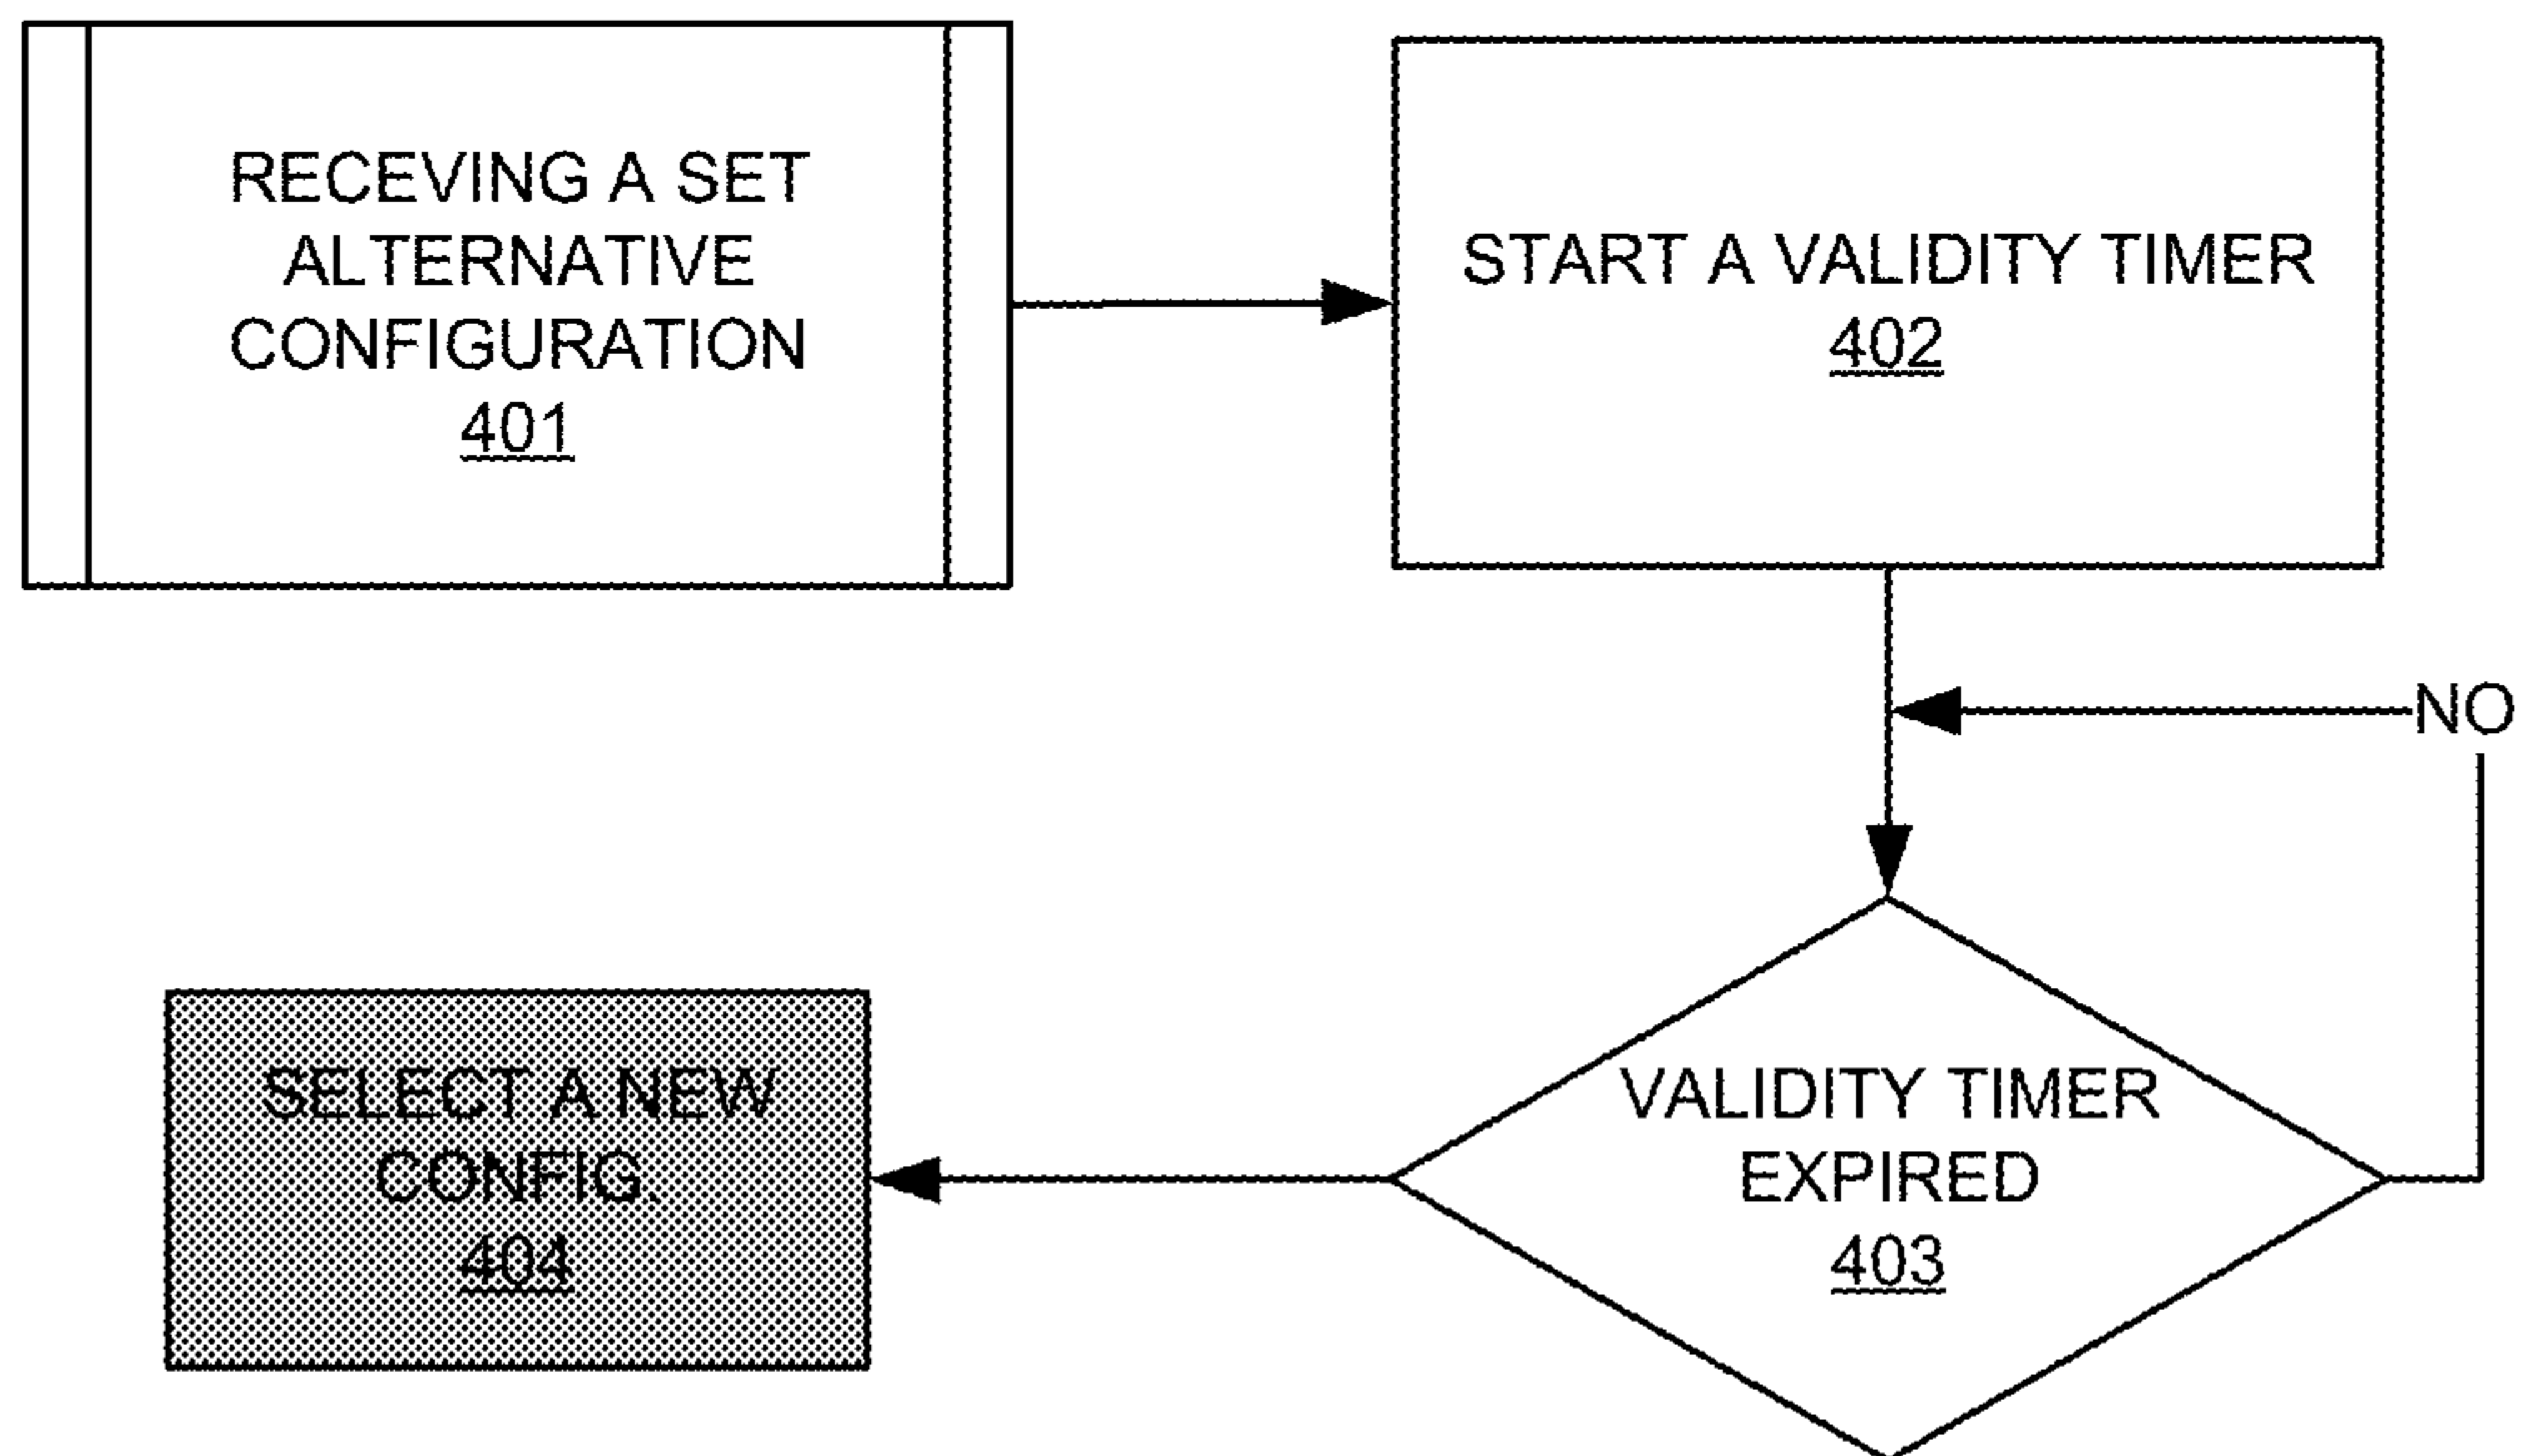 RECEVING A SET
ALTERNATIVE
CONFIGURATION
401
START A VALIDITY TIMER
402
NO
VALIDITY TIMER
EXPIRED
403
SELECT A NEW
CONFIG.
404